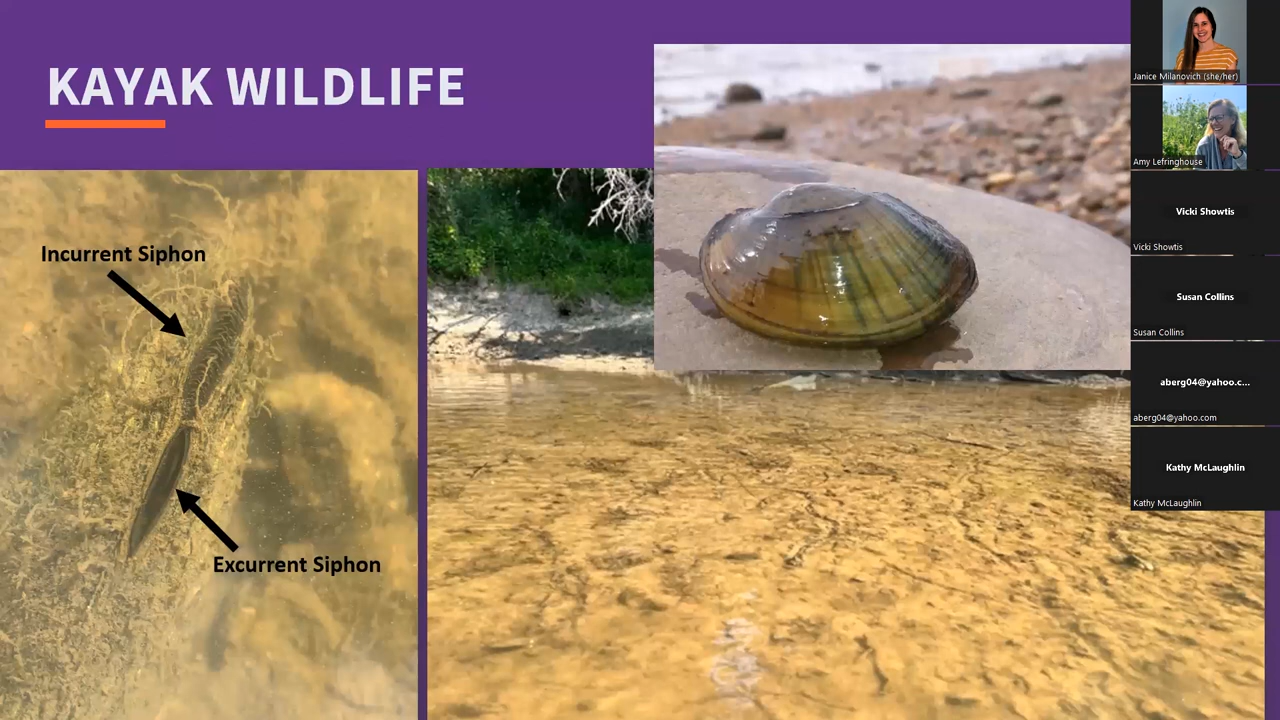 KAYAK WILDLIFE
Incurrent Siphon
Excurrent Siphon
Janice Milanovich (she/her)
Amy Lefringhouse
Vicki Showtis
Vicki Showtis
Susan Collins
Susan Collins
aberg04@yahoo.c...
aberg04@yahoo.com
Kathy McLaughlin
Kathy McLaughlin